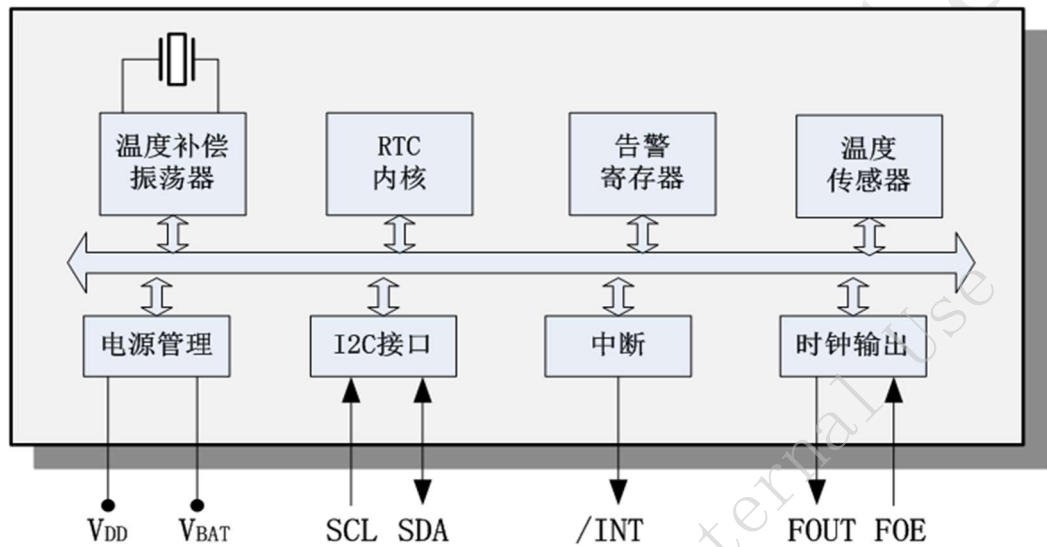 温度补偿
振荡器
RTC
内核
告警
寄存器
温度
传感器
电源管理
I2C接口
中断
时钟输出
VDD
VBAT
SCL
SDA
/INT
FOUT
FOE
ternal Use